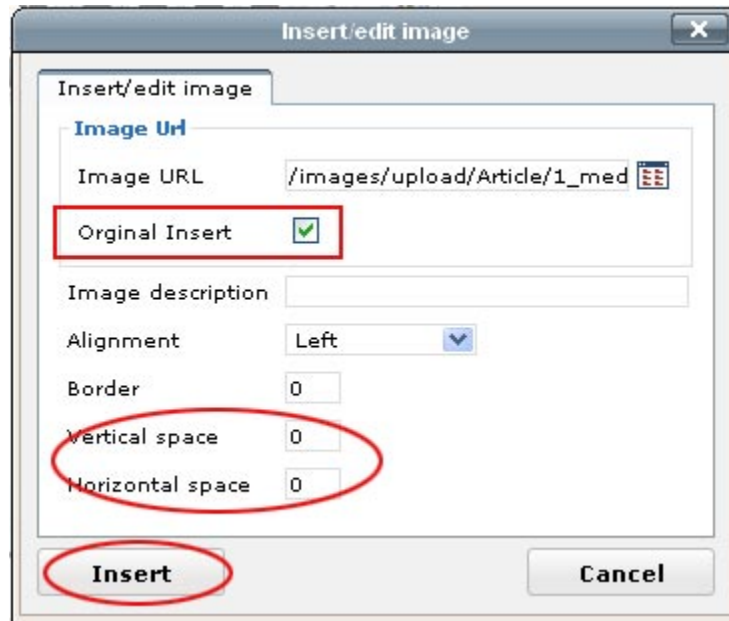 Insert/edit image
Insert/edit image
Image Url
Image URL /images/upload/Article/1_med
Orginal Insert
Image description
Alignment Left
Border 0
Vertical space 0
Horizontal space 0
Insert Cancel